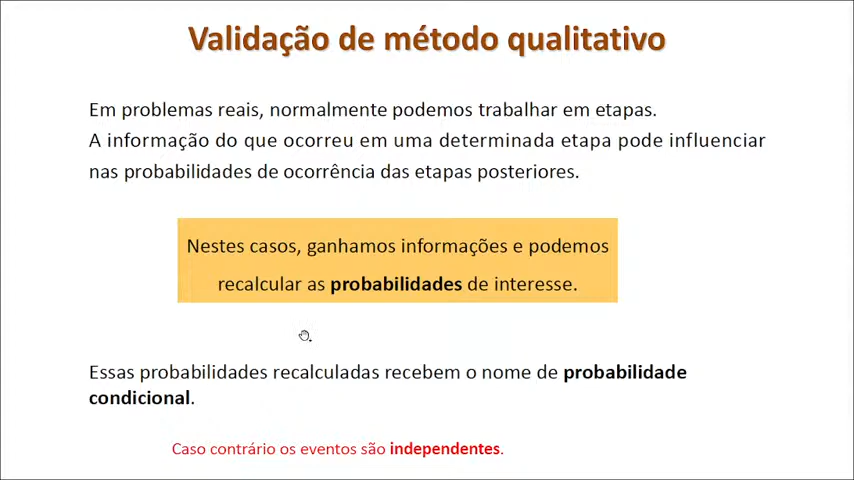 Validação de método qualitativo
Em problemas reais, normalmente podemos trabalhar em etapas.
A informação do que ocorreu em uma determinada etapa pode influenciar
nas probabilidades de ocorrência das etapas posteriores.
Nestes casos, ganhamos informações e podemos
recalcular as probabilidades de interesse.
Essas probabilidades recalculadas recebem o nome de probabilidade
condicional.
Caso contrário os eventos são independentes.